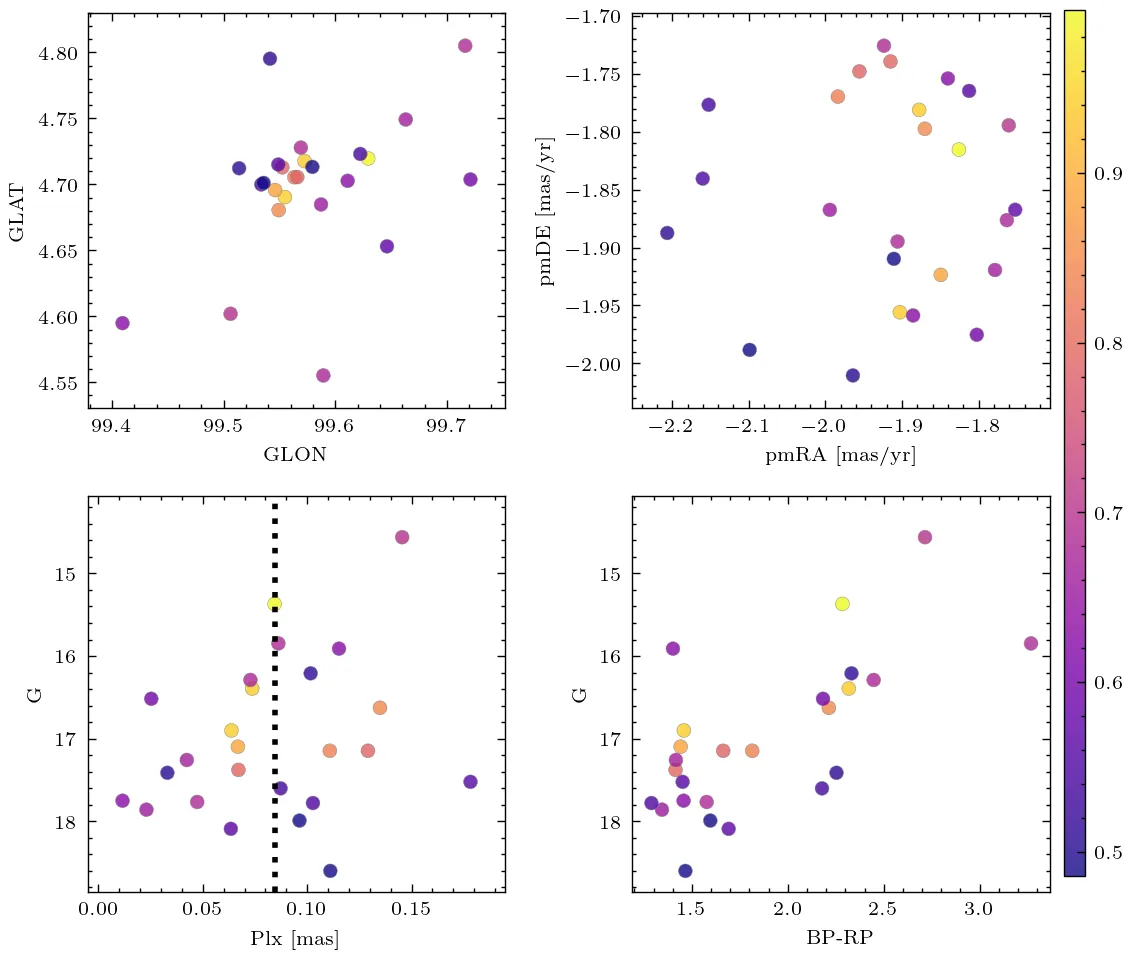 4.80
4.75
4.70
4.65
4.60
4.55
GLAT
99.4 99.5 99.6 99.7
GLON
−1.70
−1.75
−1.80
−1.85
−1.90
−1.95
−2.00
pmDE [mas/yr]
−2.2 −2.1 −2.0 −1.9 −1.8
pmRA [mas/yr]
15
16
17
18
G
0.00 0.05 0.10 0.15
Plx [mas]
15
16
17
18
G
1.5 2.0 2.5 3.0
BP-RP
0.9
0.8
0.7
0.6
0.5